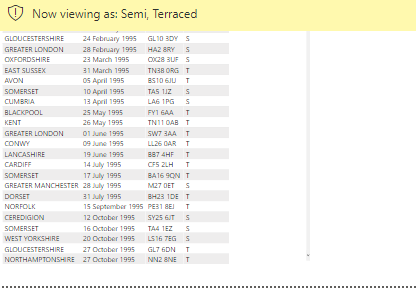 Now viewing as: Semi, Terraced
GLOUCESTERSHIRE 24 February 1995 GL10 3DY S
GREATER LONDON 28 February 1995 HA2 8RY S
OXFORDSHIRE 23 March 1995 OX28 3UF S
EAST SUSSEX 31 March 1995 TN38 0RG T
AVON 05 April 1995 BS10 6JU T
SOMERSET 10 April 1995 TA5 1JZ S
CUMBRIA 13 April 1995 LA6 1PG S
BLACKPOOL 25 May 1995 FY1 6AA T
KENT 26 May 1995 TN11 0AB T
GREATER LONDON 01 June 1995 SW7 3AA T
CONWY 09 June 1995 LL26 0AR T
LANCASHIRE 19 June 1995 BB7 4HF T
CARDIFF 14 July 1995 CF5 2LH T
SOMERSET 17 July 1995 BA16 9QN T
GREATER MANCHESTER 28 July 1995 M27 0ET S
DORSET 31 July 1995 BH23 1DE T
NORFOLK 15 September 1995 PE31 8EJ T
CEREDIGION 12 October 1995 SY25 6JT S
SOMERSET 16 October 1995 TA4 1EZ S
WEST YORKSHIRE 20 October 1995 LS16 7EG S
GLOUCESTERSHIRE 27 October 1995 GL7 6DN T
NORTHAMPTONSHIRE 27 October 1995 NN2 8NE T